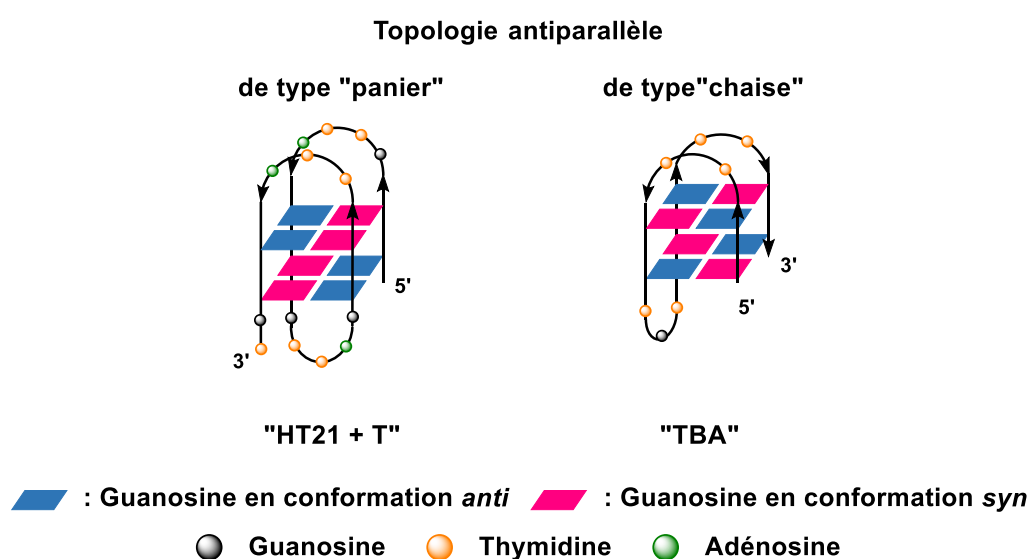 Topologie antiparallèle
de type "panier"
de type"chaise"
5'
3'
3'
5'
"HT21 + T"
"TBA"
: Guanosine en conformation anti
: Guanosine en conformation syn
Guanosine
Thymidine
Adénosine